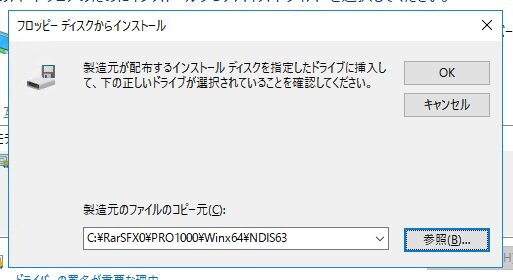 フロッピー ディスクからインストール
製造元が配布するインストール ディスクを指定したドライブに挿入し
て、下の正しいドライブが選択されていることを確認してください。
OK
キャンセル
製造元のファイルのコピー元(C):
C:¥RarSFX0¥PRO1000¥Winx64¥NDIS63
参照(B)...